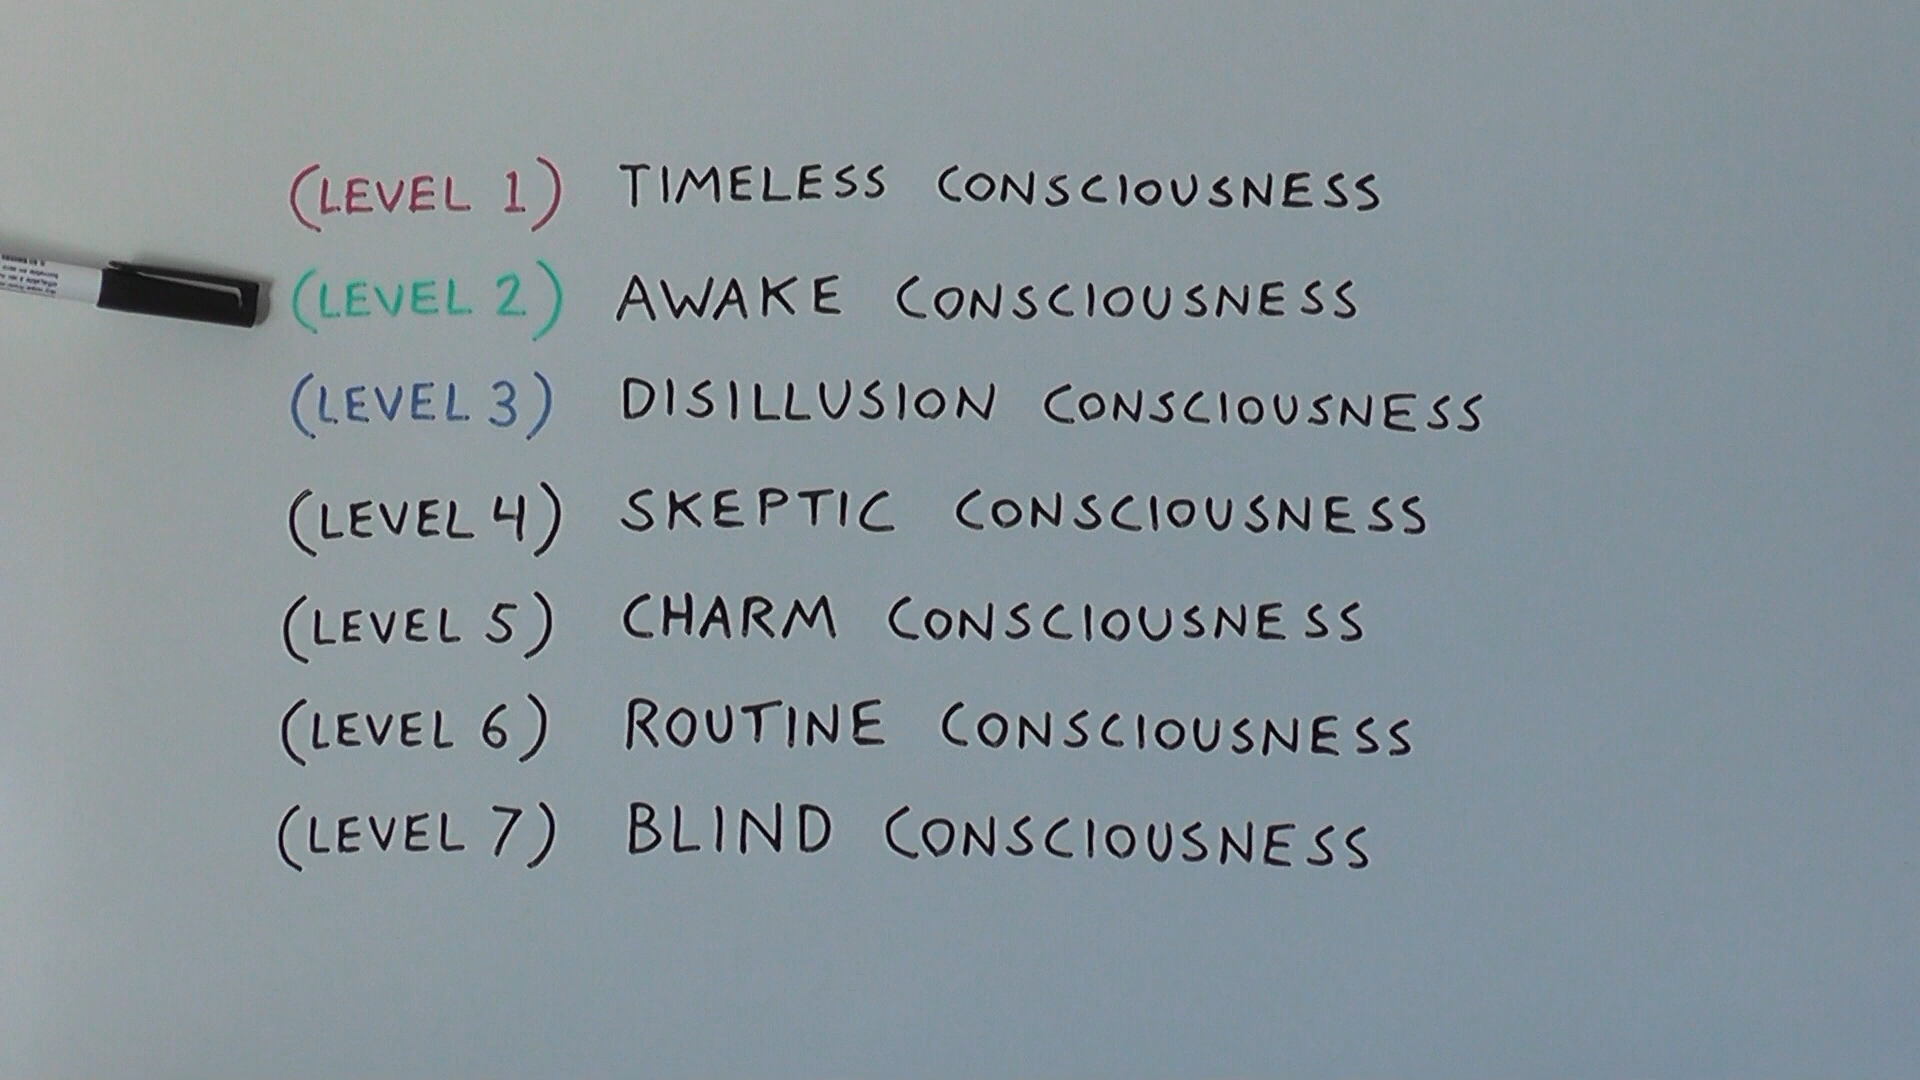 (LEVEL 1) TIMELESS CONSCIOUSNESS
(LEVEL 2) AWAKE CONSCIOUSNESS
(LEVEL 3) DISILLUSION CONSCIOUSNESS
(LEVEL 4) SKEPTIC CONSCIOUSNESS
(LEVEL 5) CHARM CONSCIOUSNESS
(LEVEL 6) ROUTINE CONSCIOUSNESS
(LEVEL 7) BLIND CONSCIOUSNESS